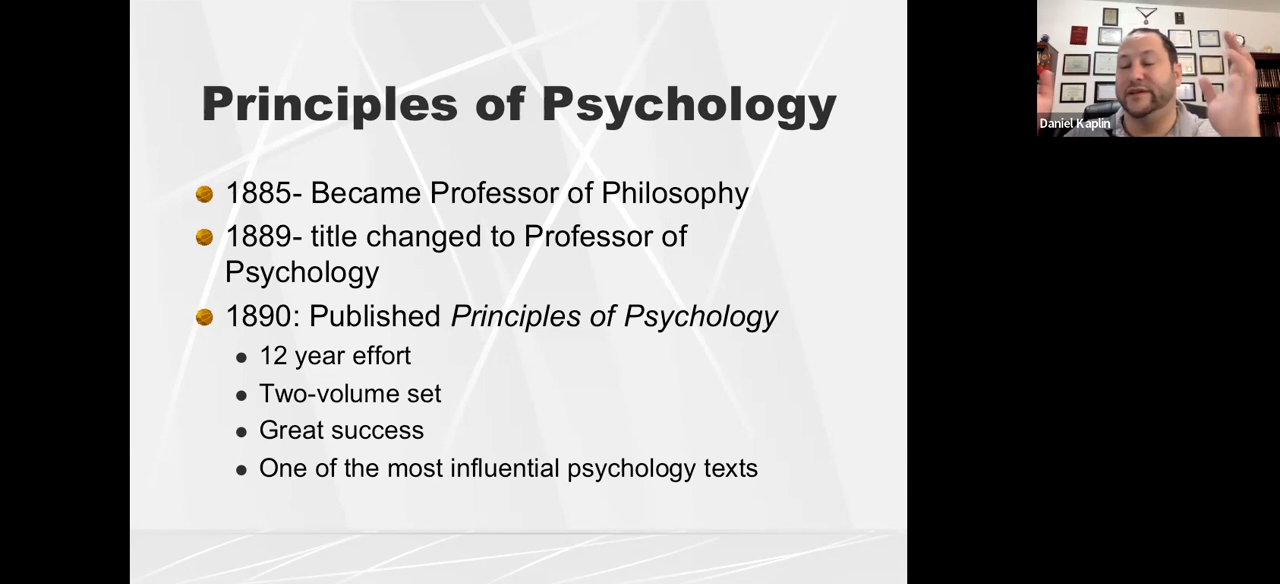 Principles of Psychology
1885- Became Professor of Philosophy
1889- title changed to Professor of
Psychology
1890: Published Principles of Psychology
12 year effort
Two-volume set
Great success
One of the most influential psychology texts
Daniel Kaplin